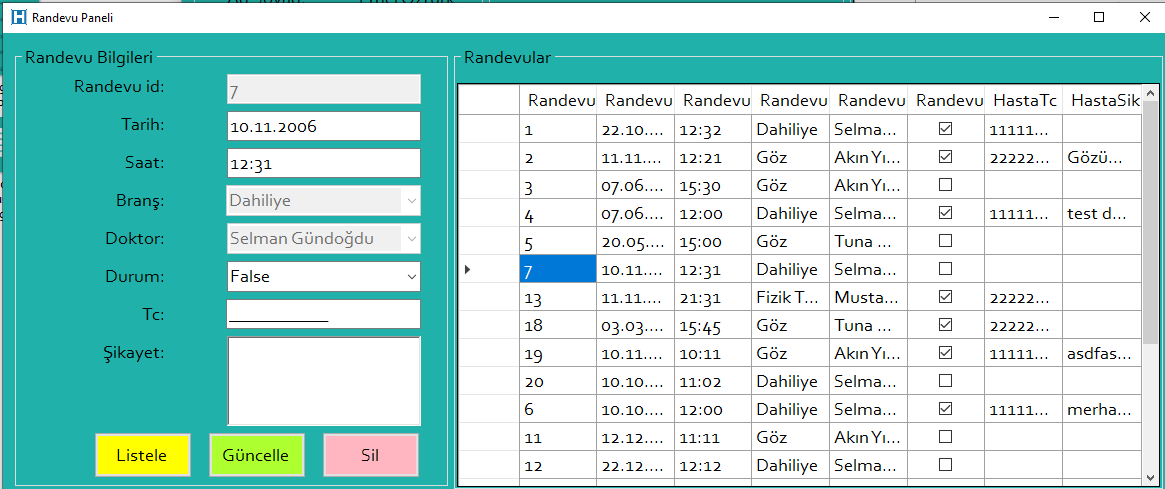 Randevu Paneli
Randevu Bilgileri
Randevu id: 7
Tarih: 10.11.2006
Saat: 12:31
Branş: Dahiliye
Doktor: Selman Gündoğdu
Durum: False
Tc: ____________
Şikayet:
Listele Güncelle Sil
Randevular
Randevu Randevu Randevu Randevu Randevu Randevu HastaTc HastaSik
1 22.10.... 12:32 Dahiliye Selma... 11111...
2 11.11.... 12:21 Göz Akın Yı... 22222... Gözü...
3 07.06.... 15:30 Göz Akın Yı...
4 07.06.... 12:00 Dahiliye Selma... 11111... test d...
5 20.05.... 15:00 Göz Tuna ...
7 10.11.... 12:31 Dahiliye Selma...
13 11.11.... 21:31 Fizik T... Musta... 22222...
18 03.03.... 15:45 Göz Tuna ... 22222...
19 10.11.... 10:11 Göz Akın Yı... 11111... asdfas...
20 10.10.... 11:02 Dahiliye Selma...
6 10.10.... 12:00 Dahiliye Selma... 11111... merha...
11 12.12.... 11:11 Göz Akın Yı...
12 22.12.... 12:12 Dahiliye Selma...